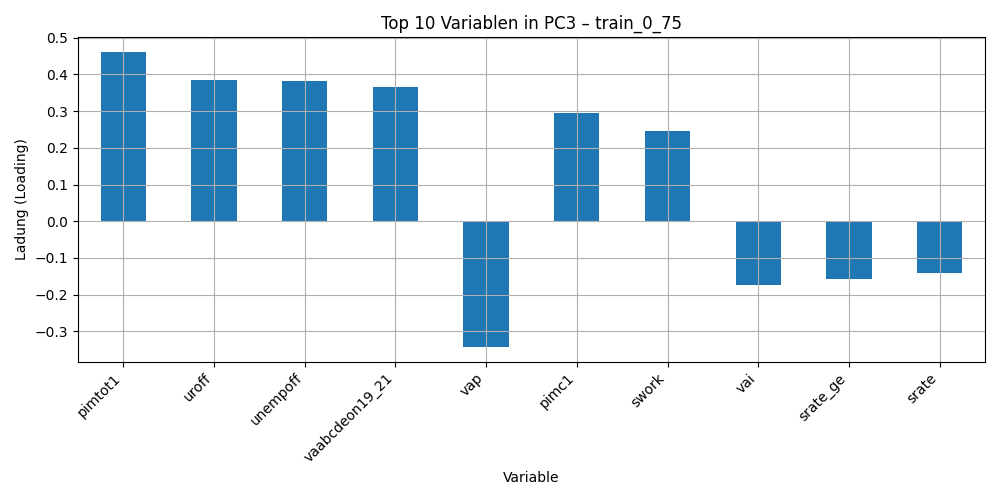 Top 10 Variablen in PC3 – train_0_75
Ladung (Loading)
0.5
0.4
0.3
0.2
0.1
0.0
−0.1
−0.2
−0.3
pimtot1
uroff
unempoff
vaabcdeon19_21
vap
pimc1
swork
vai
srate_ge
srate
Variable